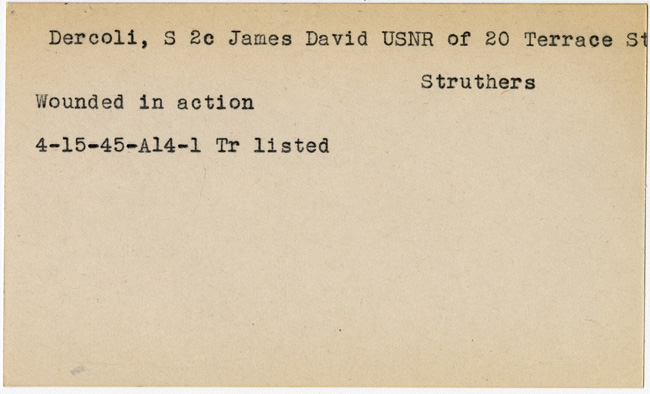 Dercoli, S 2c James David USNR of 20 Terrace St
Struthers
Wounded in action
4-15-45-A14-1 Tr listed